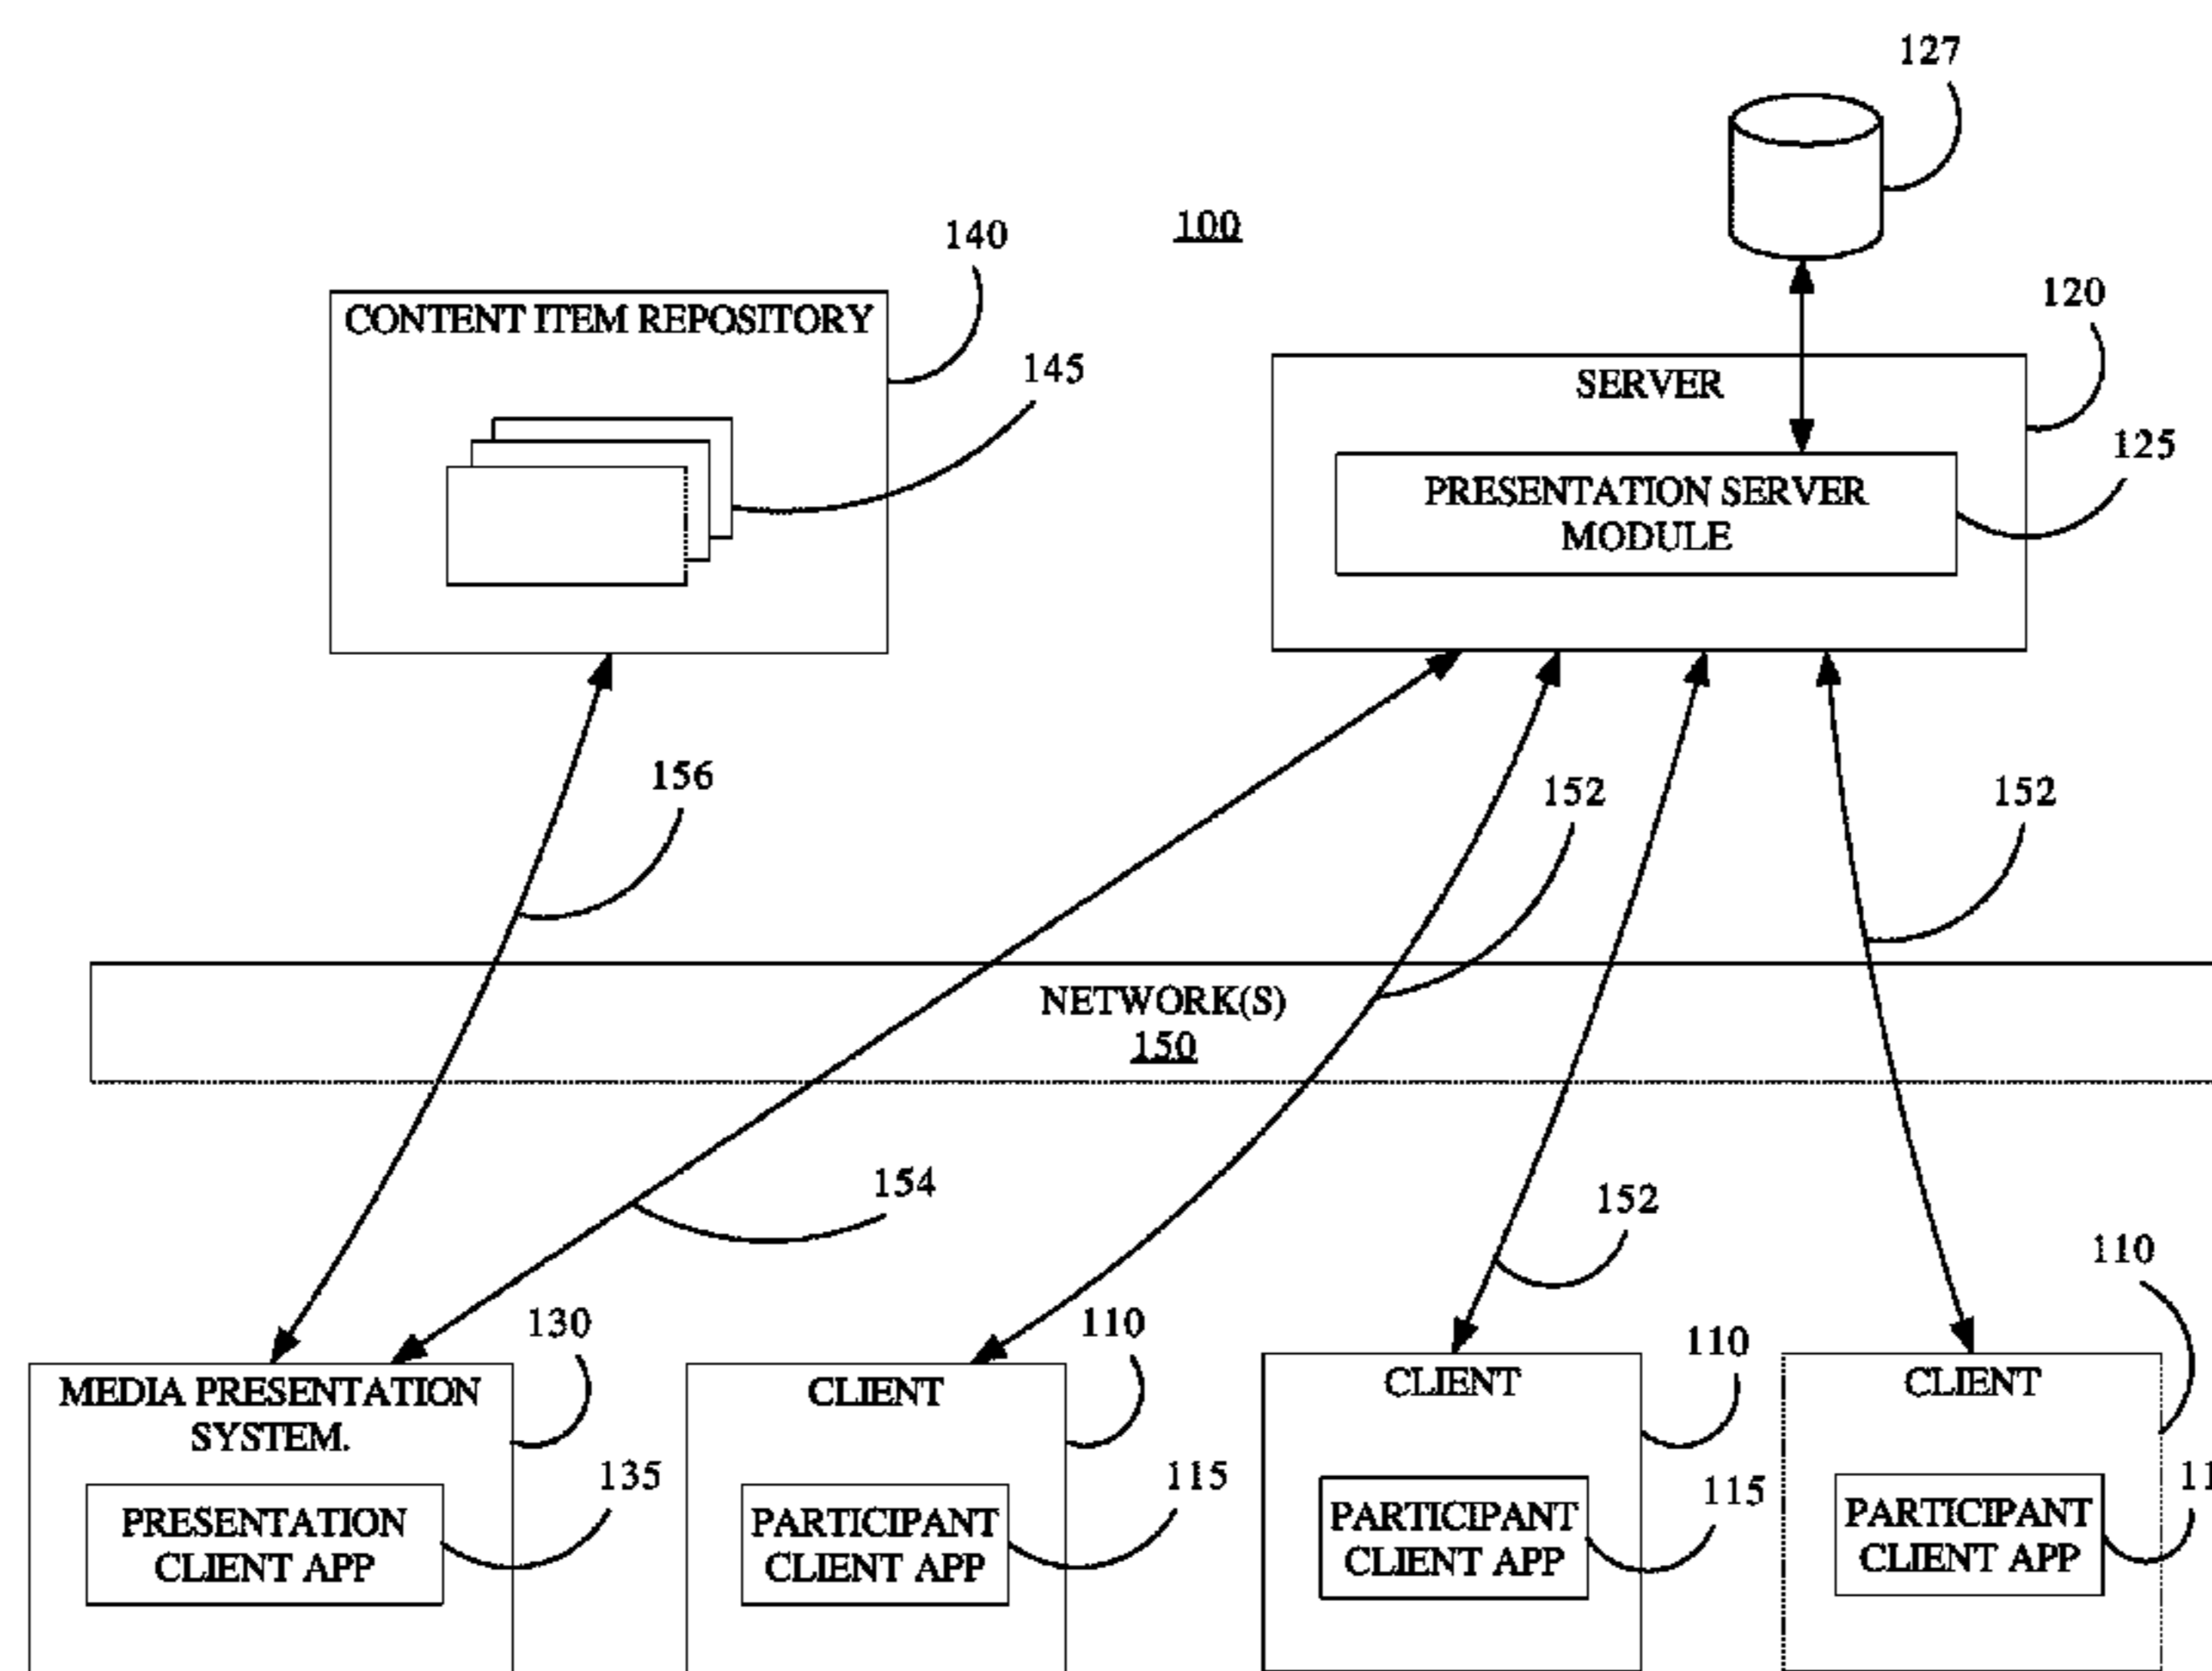 127
100
140
CONTENT ITEM REPOSITORY
120
145
SERVER
125
PRESENTATION SERVER
MODULE
156
152
152
NETWORK(S)
150
154
152
110
130
110
110
MEDIA PRESENTATION
SYSTEM.
CLIENT
CLIENT
CLIENT
135
115
115
PRESENTATION
CLIENT APP
PARTICIPANT
CLIENT APP
PARTICIPANT
CLIENT APP
PARTICIPANT
CLIENT APP